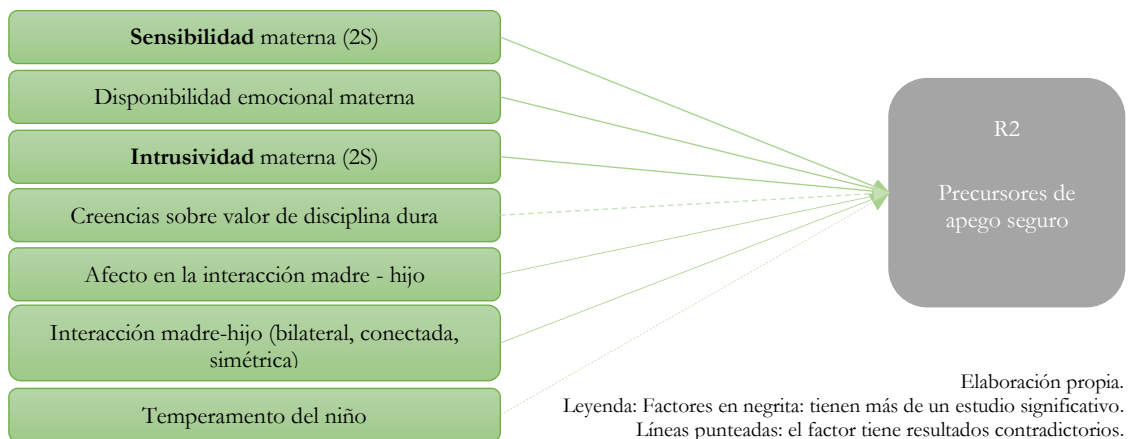 Sensibilidad materna (2S)
Disponibilidad emocional materna
Intrusividad materna (2S)
Creencias sobre valor de disciplina dura
Afecto en la interacción madre - hijo
Interacción madre-hijo (bilateral, conectada,
simétrica)
Temperamento del niño
R2
Precursores de
apego seguro
Elaboración propia.
Leyenda: Factores en negrita: tienen más de un estudio significativo.
Líneas punteadas: el factor tiene resultados contradictorios.